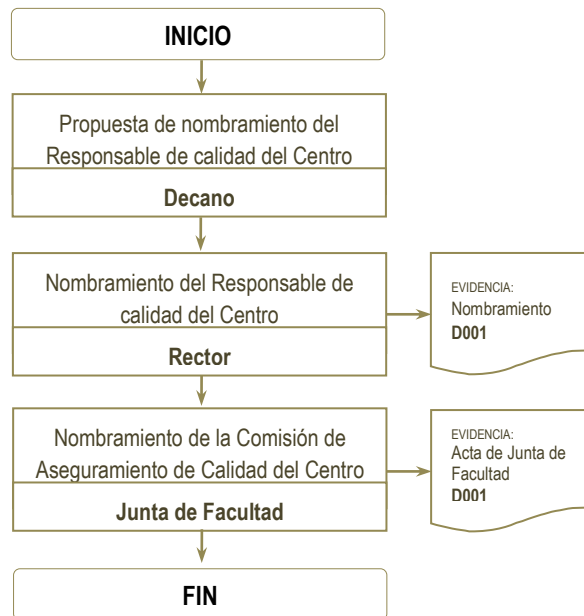 INICIO
Propuesta de nombramiento del
Responsable de calidad del Centro
Decano
Nombramiento del Responsable de
calidad del Centro
Rector
EVIDENCIA:
Nombramiento
D001
Nombramiento de la Comisión de
Aseguramiento de Calidad del Centro
Junta de Facultad
EVIDENCIA:
Acta de Junta de
Facultad
D001
FIN